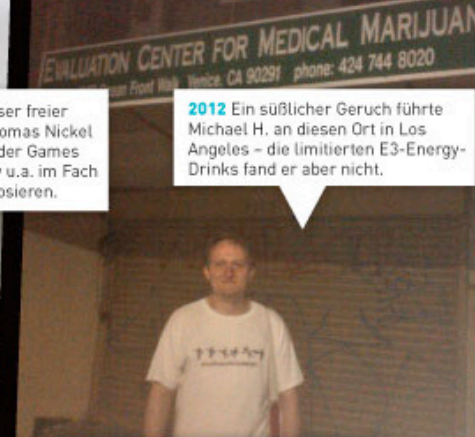 EVALUATION CENTER FOR MEDICAL MARIJUAN
Front Walk, Venice, CA 90291 phone: 424 744 8020
ser freier
omas Nickel
der Games
u.a. im Fach
osieren.
2012 Ein süßlicher Geruch führte
Michael H. an diesen Ort in Los
Angeles – die limitierten E3-Energy-
Drinks fand er aber nicht.